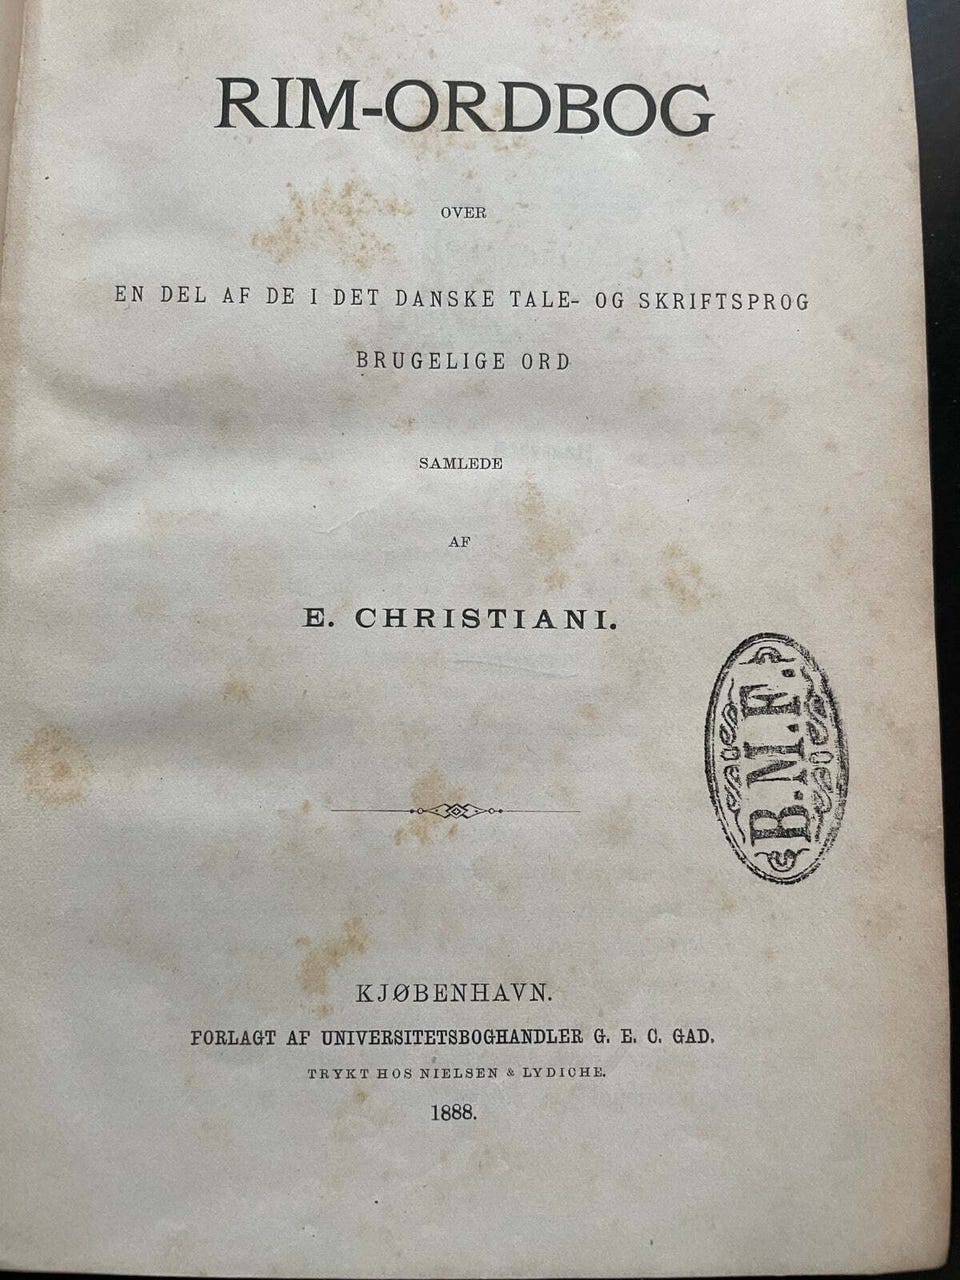 RIM-ORDBOG
OVER
EN DEL AF DE I DET DANSKE TALE- OG SKRIFTSPROG
BRUGELIGE ORD
SAMLEDE
AF
E. CHRISTIANI.
B.M.F.
KJØBENHAVN.
FORLAGT AF UNIVERSITETSBOGHANDLER G. E. C. GAD.
TRYKT HOS NIELSEN & LYDICHE.
1888.